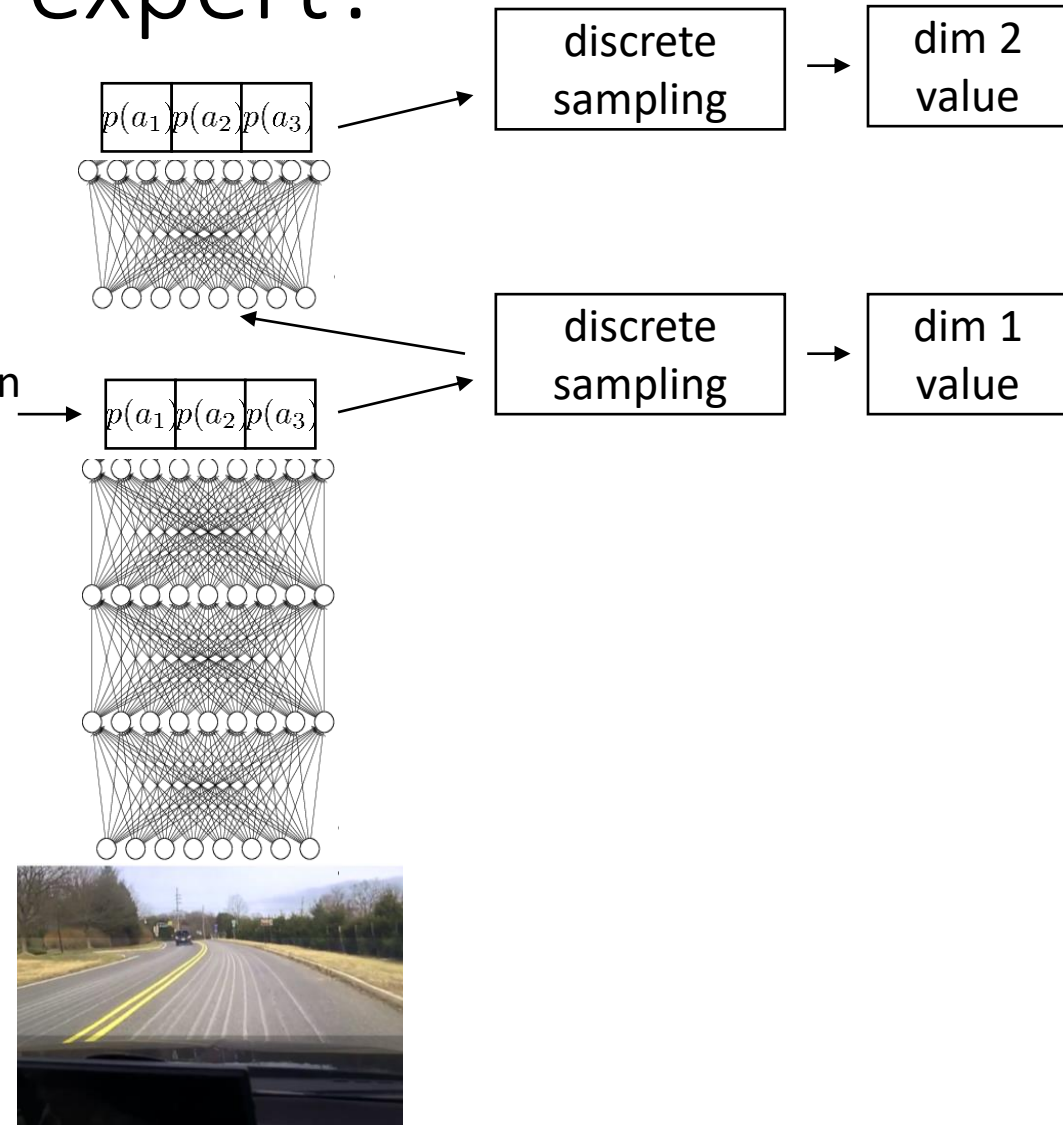 expert?
discrete
sampling
dim 2
value
p(a₁) p(a₂) p(a₃)
discrete
sampling
dim 1
value
n
p(a₁) p(a₂) p(a₃)